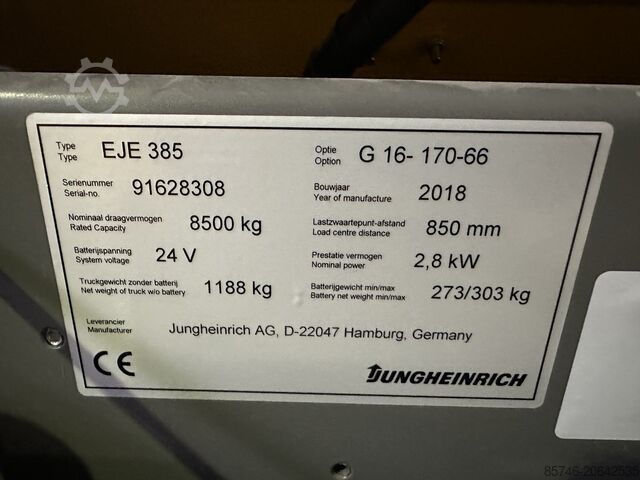 Type EJE 385 Optie G 16- 170-66
Type Option
Serienummer 91628308 Bouwjaar 2018
Serial-no. Year of manufacture
Nominaal draagvermogen 8500 kg Lastzwaartepunt-afstand 850 mm
Rated Capacity Load centre distance
Batterijspanning 24 V Prestatie vermogen 2,8 kW
System voltage Nominal power
Truckgewicht zonder batterij 1188 kg Batterijgewicht min/max 273/303 kg
Net weight of truck w/o battery Battery net weight min/max
Leverancier Jungheinrich AG, D-22047 Hamburg, Germany
Manufacturer
CE JUNGHEINRICH
85746-20642535